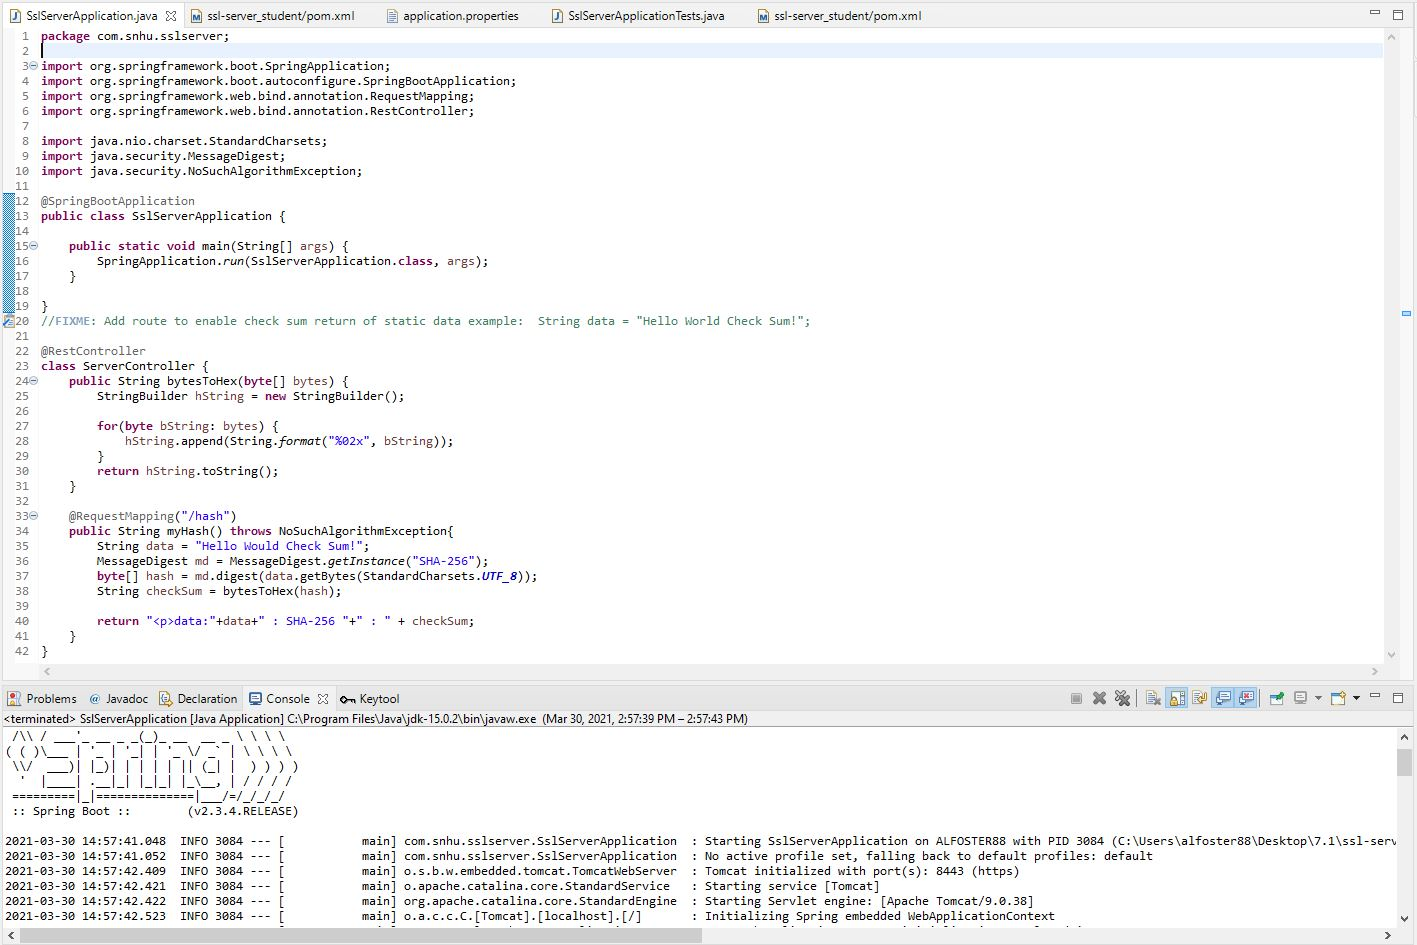 SslServerApplication.java ssl-server_student/pom.xml application.properties SslServerApplicationTests.java ssl-server_student/pom.xml
1 package com.snhu.sslserver;
2
3 import org.springframework.boot.SpringApplication;
4 import org.springframework.boot.autoconfigure.SpringBootApplication;
5 import org.springframework.web.bind.annotation.RequestMapping;
6 import org.springframework.web.bind.annotation.RestController;
7
8 import java.nio.charset.StandardCharsets;
9 import java.security.MessageDigest;
10 import java.security.NoSuchAlgorithmException;
11
12 @SpringBootApplication
13 public class SslServerApplication {
14
15     public static void main(String[] args) {
16         SpringApplication.run(SslServerApplication.class, args);
17     }
18
19 }
20 //FIXME: Add route to enable check sum return of static data example:  String data = "Hello World Check Sum!";
21
22 @RestController
23 class ServerController {
24     public String bytesToHex(byte[] bytes) {
25         StringBuilder hString = new StringBuilder();
26
27         for(byte bString: bytes) {
28             hString.append(String.format("%02x", bString));
29         }
30         return hString.toString();
31     }
32
33     @RequestMapping("/hash")
34     public String myHash() throws NoSuchAlgorithmException{
35         String data = "Hello Would Check Sum!";
36         MessageDigest md = MessageDigest.getInstance("SHA-256");
37         byte[] hash = md.digest(data.getBytes(StandardCharsets.UTF_8));
38         String checkSum = bytesToHex(hash);
39
40         return "<p>data:"+data+" : SHA-256 "+" : " + checkSum;
41     }
42 }
Problems @ Javadoc Declaration Console Keytool
<terminated> SslServerApplication [Java Application] C:\Program Files\Java\jdk-15.0.2\bin\javaw.exe (Mar 30, 2021, 2:57:39 PM – 2:57:43 PM)
 /\\ / ___'_ __ _ _(_)_ __  __ _ \ \ \ \
( ( )\___ | '_ | '_| | '_ \/ _` | \ \ \ \
 \\/  ___)| |_)| | | | | || (_| |  ) ) ) )
  '  |____| .__|_| |_|_| |_\__, | / / / /
 =========|_|==============|___/=/_/_/_/
 :: Spring Boot ::        (v2.3.4.RELEASE)
2021-03-30 14:57:41.048  INFO 3084 --- [           main] com.snhu.sslserver.SslServerApplication  : Starting SslServerApplication on ALFOSTER88 with PID 3084 (C:\Users\alfoster88\Desktop\7.1\ssl-serv
2021-03-30 14:57:41.052  INFO 3084 --- [           main] com.snhu.sslserver.SslServerApplication  : No active profile set, falling back to default profiles: default
2021-03-30 14:57:42.409  INFO 3084 --- [           main] o.s.b.w.embedded.tomcat.TomcatWebServer  : Tomcat initialized with port(s): 8443 (https)
2021-03-30 14:57:42.421  INFO 3084 --- [           main] o.apache.catalina.core.StandardService   : Starting service [Tomcat]
2021-03-30 14:57:42.422  INFO 3084 --- [           main] org.apache.catalina.core.StandardEngine  : Starting Servlet engine: [Apache Tomcat/9.0.38]
2021-03-30 14:57:42.523  INFO 3084 --- [           main] o.a.c.c.C.[Tomcat].[localhost].[/]       : Initializing Spring embedded WebApplicationContext